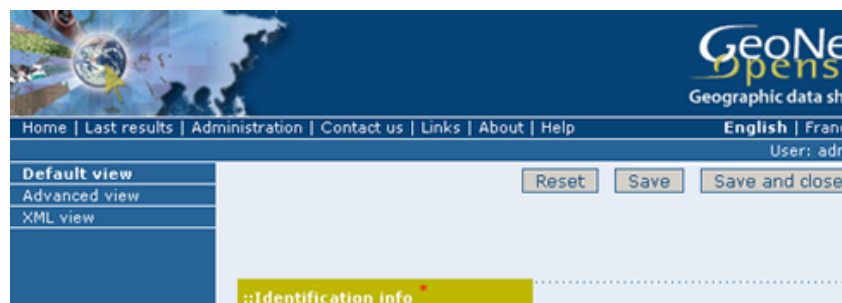 GeoNe
Opens
Geographic data sh
Home | Last results | Administration | Contact us | Links | About | Help
English | Fran
User: adm
Default view
Advanced view
XML view
Reset
Save
Save and close
::Identification info *